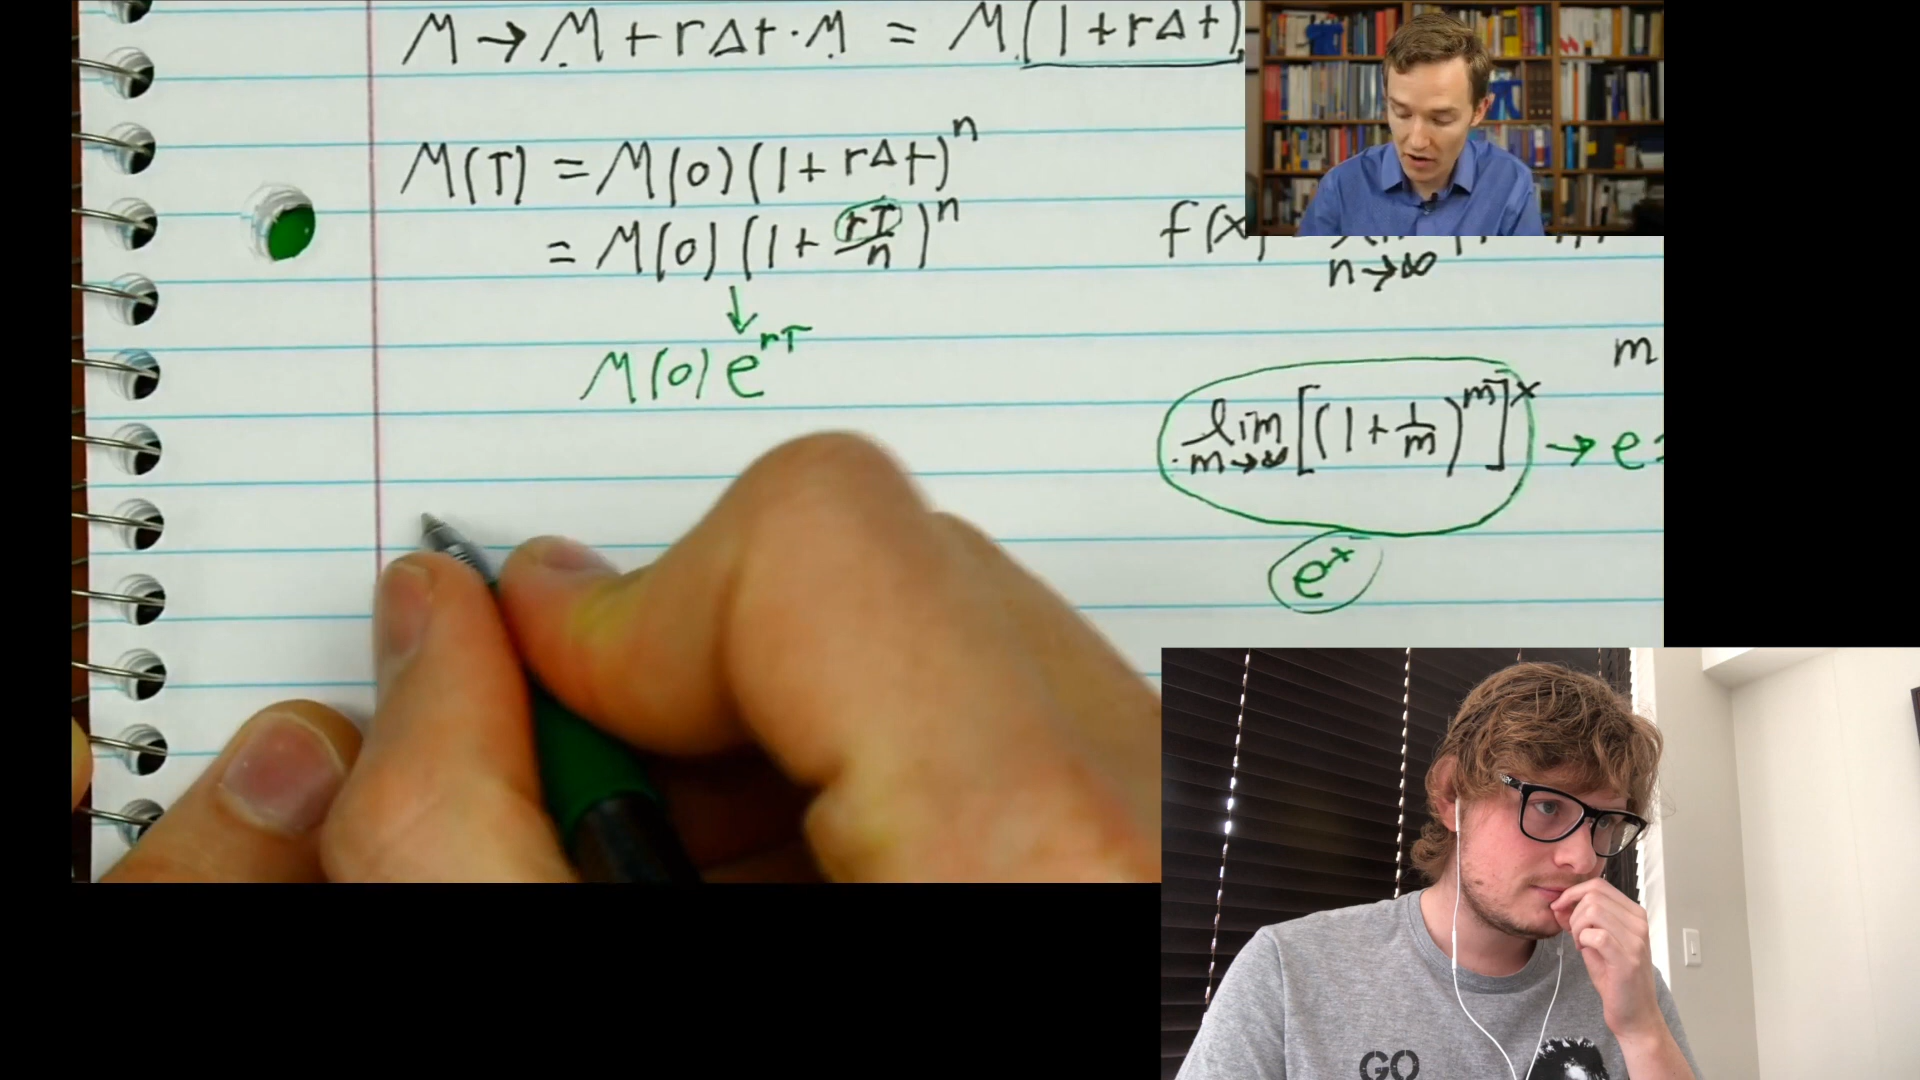 M → M + rΔt · M = M (1 + rΔt)
M(T) = M(0) (1 + rΔt)^n
= M(0) (1 + rT/n)^n
↓
M(0) e^{rT}
f(x)
n→∞
m
lim m→∞ [(1 + 1/m)^m]^x → e
e^x
GO